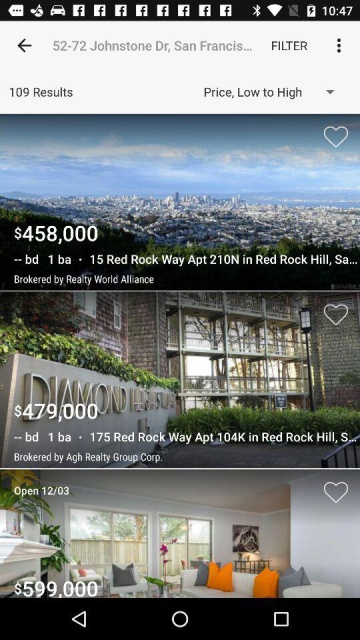 10:47
52-72 Johnstone Dr, San Francis...
FILTER
109 Results
Price, Low to High
$458,000
-- bd 1 ba · 15 Red Rock Way Apt 210N in Red Rock Hill, Sa...
Brokered by Realty World Alliance
DIAMOND
$479,000
-- bd 1 ba · 175 Red Rock Way Apt 104K in Red Rock Hill, S...
Brokered by Agh Realty Group Corp.
Open 12/03
$599,000